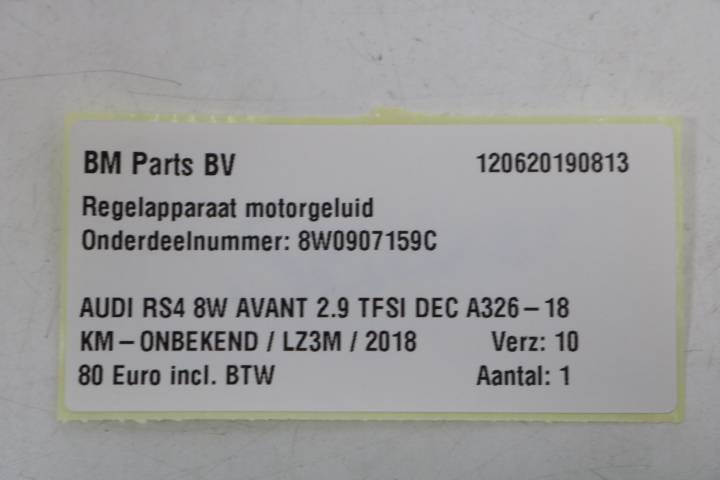 BM Parts BV 120620190813
Regelapparaat motorgeluid
Onderdeelnummer: 8W0907159C
AUDI RS4 8W AVANT 2.9 TFSI DEC A326-18
KM-ONBEKEND / LZ3M / 2018 Verz: 10
80 Euro incl. BTW Aantal: 1